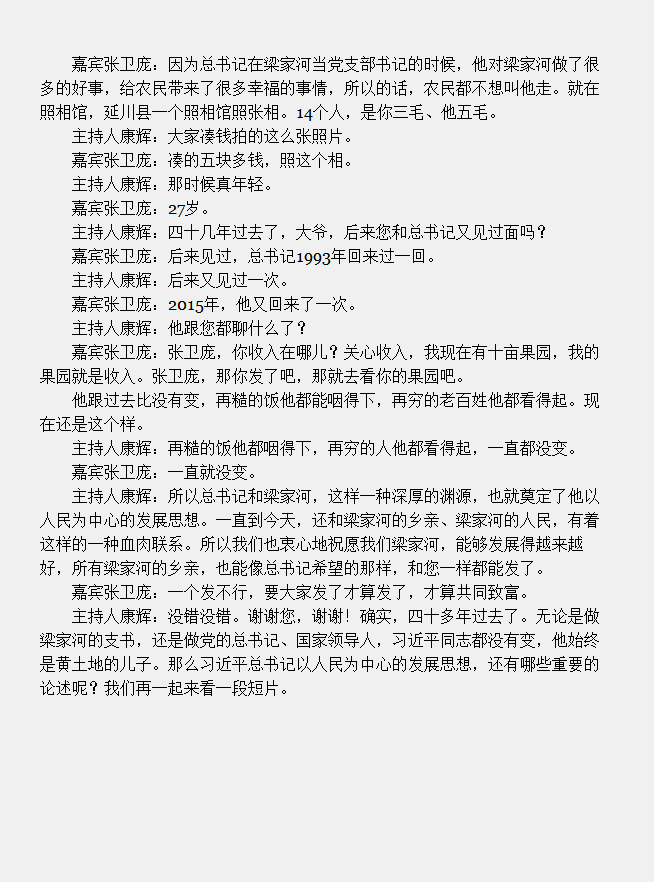 嘉宾张卫庞：因为总书记在梁家河当党支部书记的时候，他对梁家河做了很
多的好事，给农民带来了很多幸福的事情，所以的话，农民都不想叫他走。就在
照相馆，延川县一个照相馆照张相。14个人，是你三毛、他五毛。
主持人康辉：大家凑钱拍的这么张照片。
嘉宾张卫庞：凑的五块多钱，照这个相。
主持人康辉：那时候真年轻。
嘉宾张卫庞：27岁。
主持人康辉：四十几年过去了，大爷，后来您和总书记又见过面吗？
嘉宾张卫庞：后来见过，总书记1993年回来过一回。
主持人康辉：后来又见过一次。
嘉宾张卫庞：2015年，他又回来了一次。
主持人康辉：他跟您都聊什么了？
嘉宾张卫庞：张卫庞，你收入在哪儿？关心收入，我现在有十亩果园，我的
果园就是收入。张卫庞，那你发了吧，那就去看你的果园吧。
他跟过去比没有变，再糙的饭他都能咽得下，再穷的老百姓他都看得起。现
在还是这个样。
主持人康辉：再糙的饭他都咽得下，再穷的人他都看得起，一直都没变。
嘉宾张卫庞：一直就没变。
主持人康辉：所以总书记和梁家河，这样一种深厚的渊源，也就奠定了他以
人民为中心的发展思想。一直到今天，还和梁家河的乡亲、梁家河的人民，有着
这样的一种血肉联系。所以我们也衷心地祝愿我们梁家河，能够发展得越来越
好，所有梁家河的乡亲，也能像总书记希望的那样，和您一样都能发了。
嘉宾张卫庞：一个发不行，要大家发了才算发了，才算共同致富。
主持人康辉：没错没错。谢谢您，谢谢！确实，四十多年过去了。无论是做
梁家河的支书，还是做党的总书记、国家领导人，习近平同志都没有变，他始终
是黄土地的儿子。那么习近平总书记以人民为中心的发展思想，还有哪些重要的
论述呢？我们再一起来看一段短片。